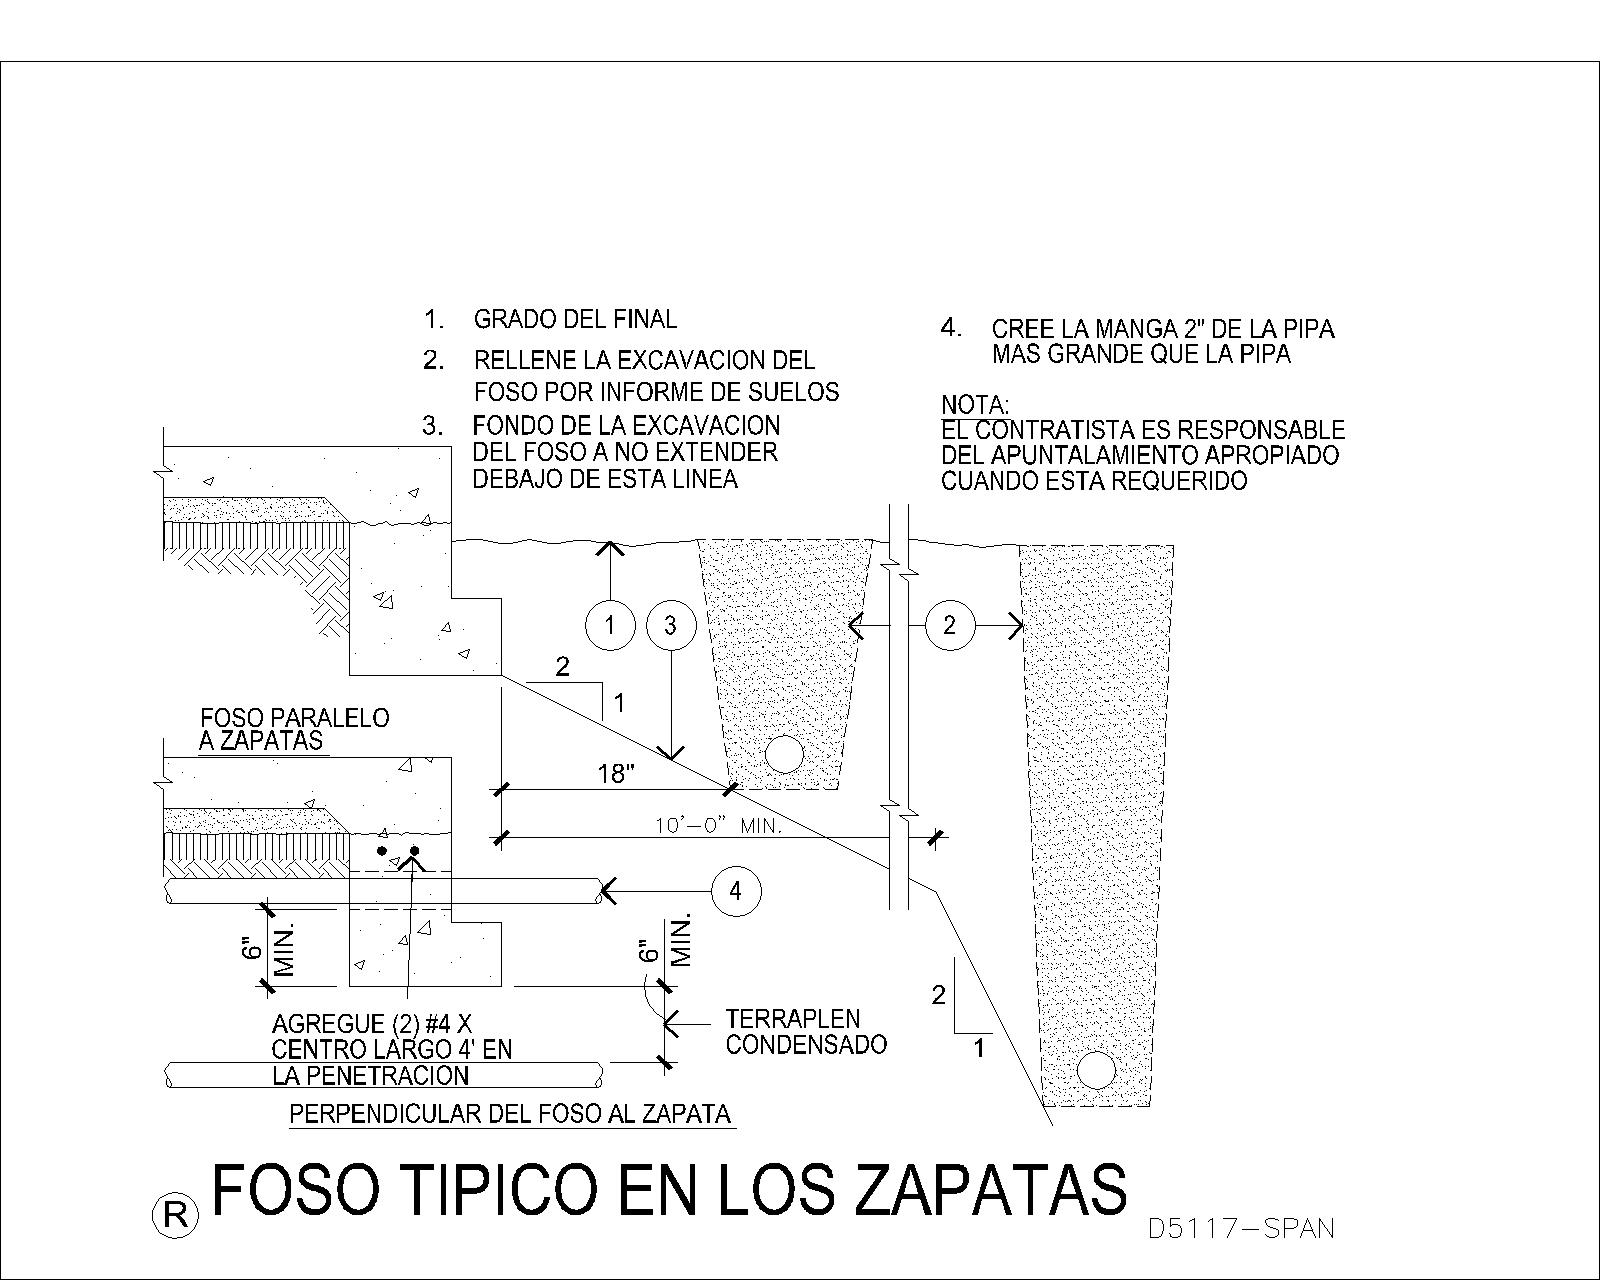 1. GRADO DEL FINAL
2. RELLENE LA EXCAVACION DEL
FOSO POR INFORME DE SUELOS
3. FONDO DE LA EXCAVACION
DEL FOSO A NO EXTENDER
DEBAJO DE ESTA LINEA
4. CREE LA MANGA 2" DE LA PIPA
MAS GRANDE QUE LA PIPA
NOTA:
EL CONTRATISTA ES RESPONSABLE
DEL APUNTALAMIENTO APROPIADO
CUANDO ESTA REQUERIDO
1
3
2
2
1
FOSO PARALELO
A ZAPATAS
18"
10'-0" MIN.
4
6"
MIN.
6"
MIN.
2
1
AGREGUE (2) #4 X
CENTRO LARGO 4' EN
LA PENETRACION
TERRAPLEN
CONDENSADO
PERPENDICULAR DEL FOSO AL ZAPATA
R
FOSO TIPICO EN LOS ZAPATAS
D5117-SPAN